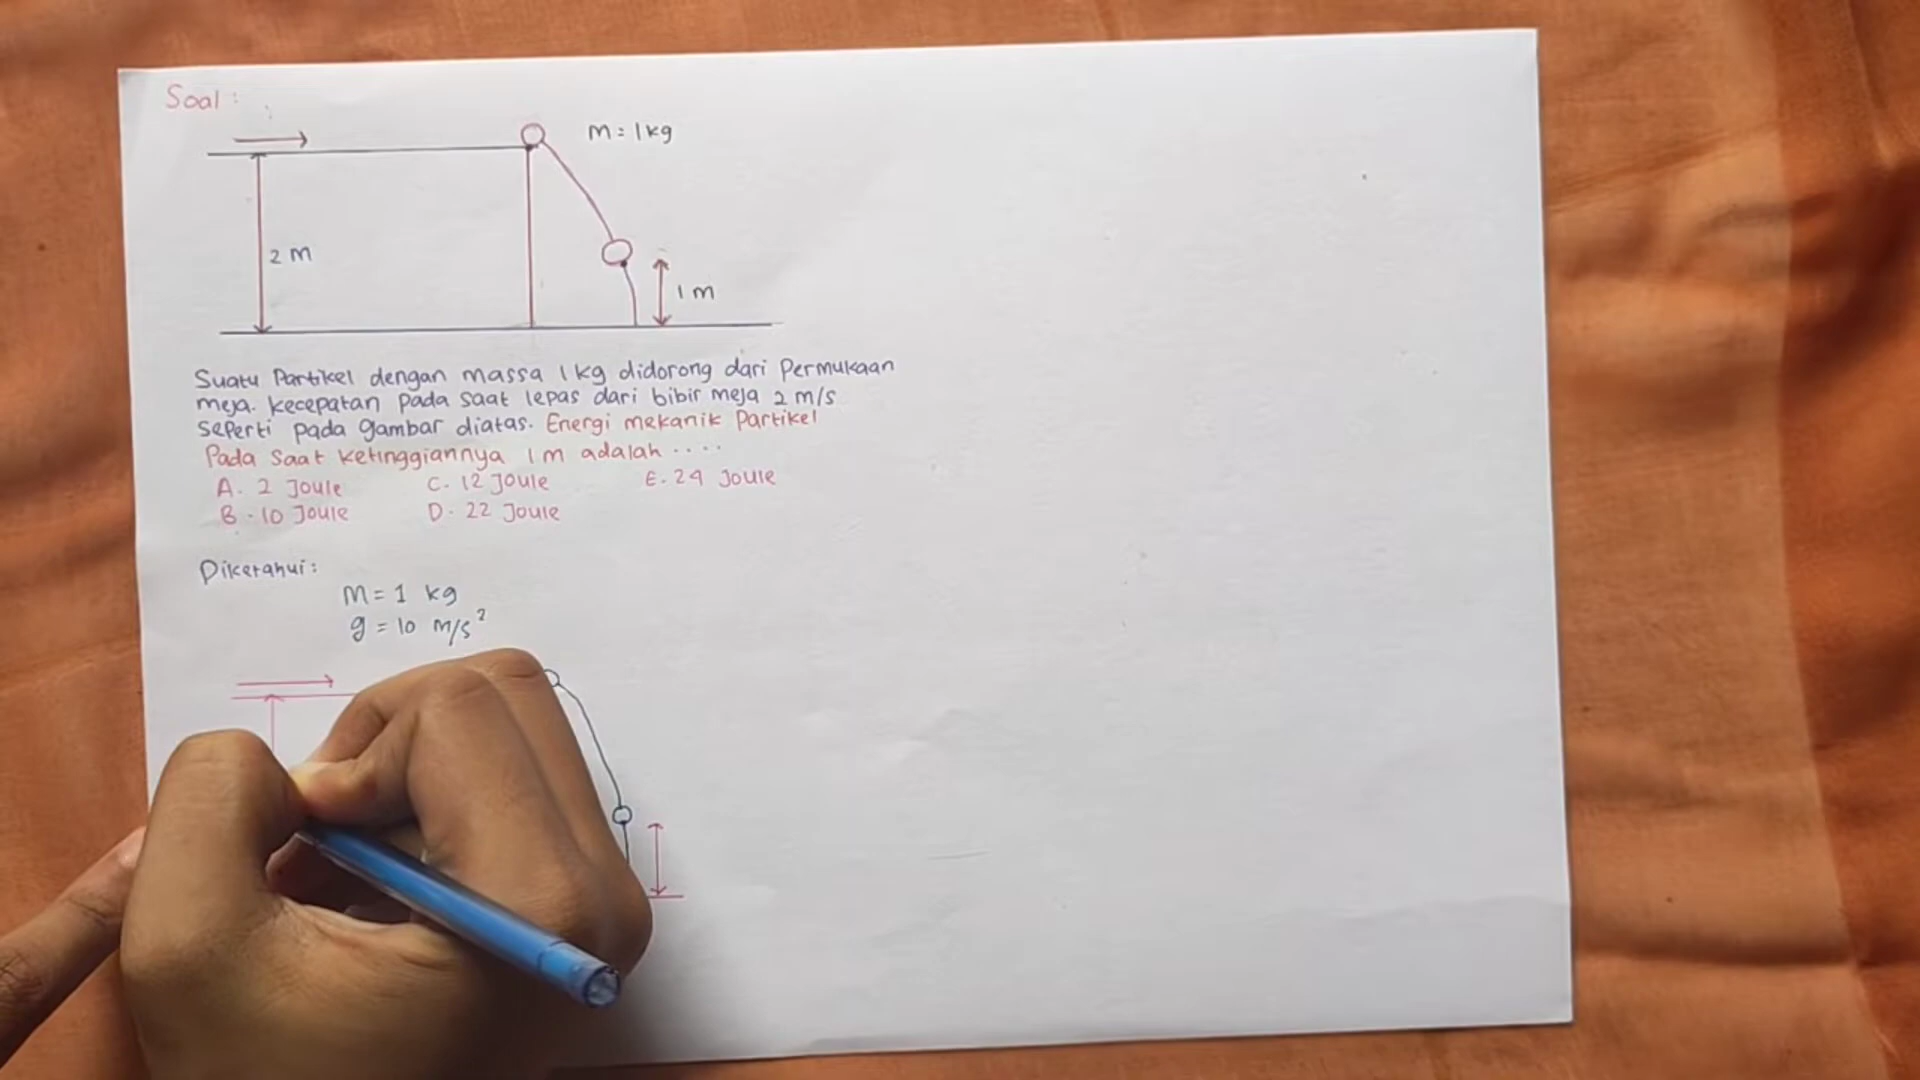 Soal :
m = 1 kg
2 m
1 m
Suatu Partikel dengan massa 1 kg didorong dari Permukaan
meja. kecepatan pada saat lepas dari bibir meja 2 m/s
seperti pada gambar diatas. Energi mekanik Partikel
Pada saat ketinggiannya 1 m adalah ....
A. 2 Joule C. 12 Joule E. 24 Joule
B. 10 Joule D. 22 Joule
Diketahui:
m = 1 kg
g = 10 m/s²